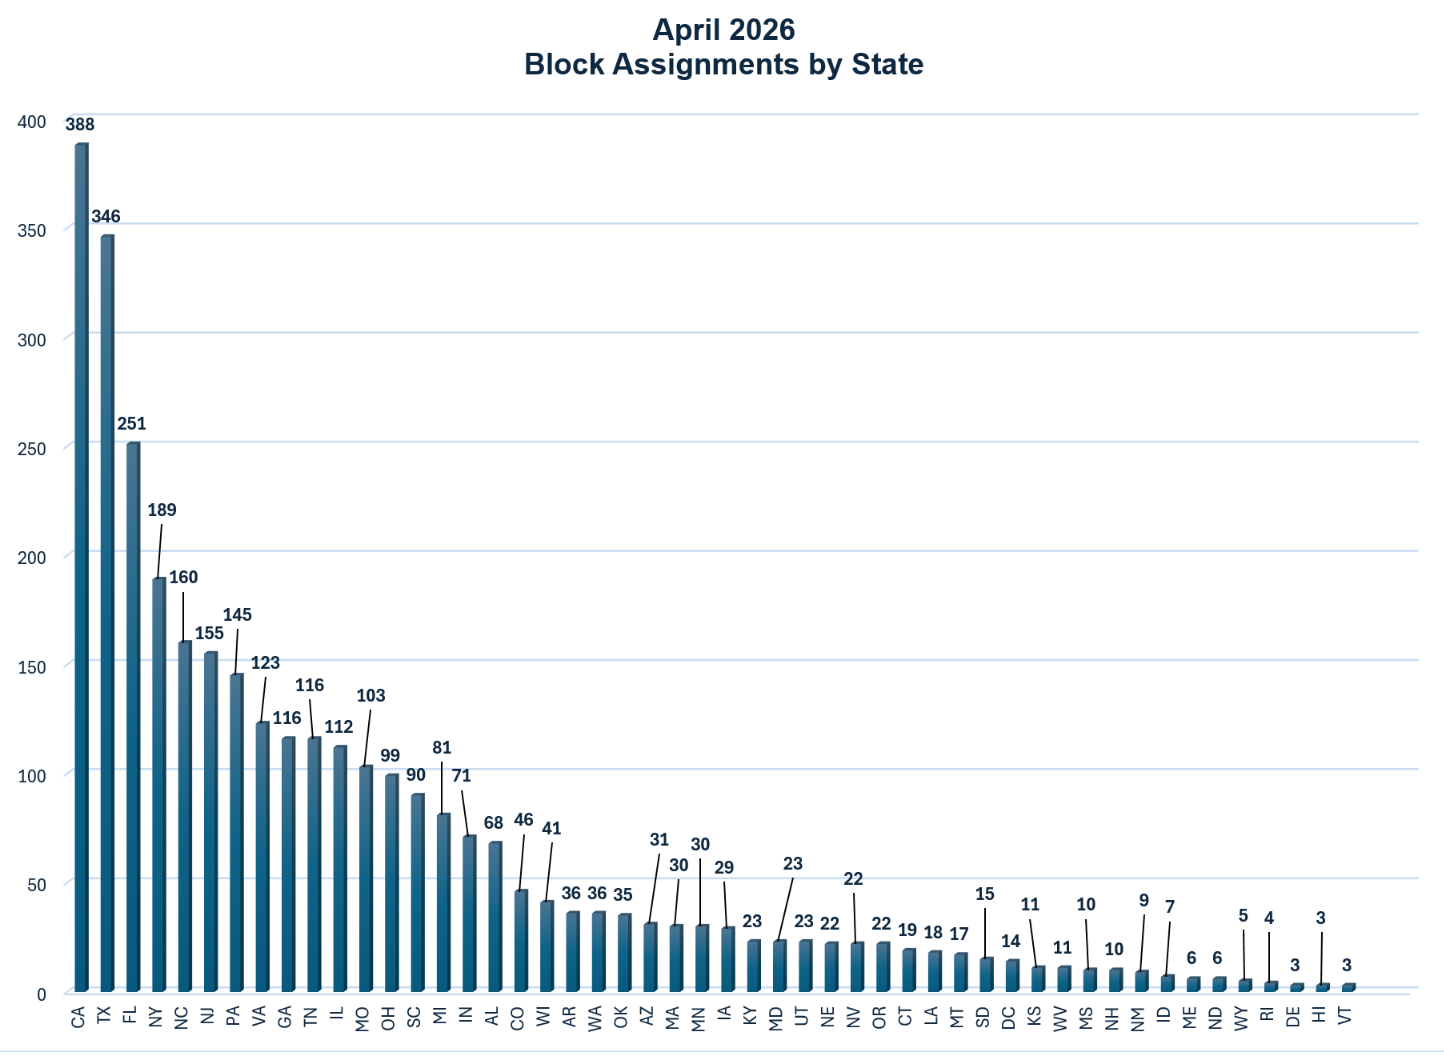 April 2026
Block Assignments by State
400
350
300
250
200
150
100
50
0
388
346
251
189
160
155
145
123
116
116
112
103
99
90
81
71
68
46
41
36
36
35
31
30
30
29
23
23
23
22
22
22
19
18
17
15
14
11
11
10
10
9
7
6
6
5
4
3
3
3
CA
TX
FL
NY
NC
NJ
PA
VA
GA
TN
IL
MO
OH
SC
MI
IN
AL
CO
WI
AR
WA
OK
AZ
MA
MN
IA
KY
MD
UT
NE
NV
OR
CT
LA
MT
SD
DC
KS
WV
MS
NH
NM
ID
ME
ND
WY
RI
DE
HI
VT